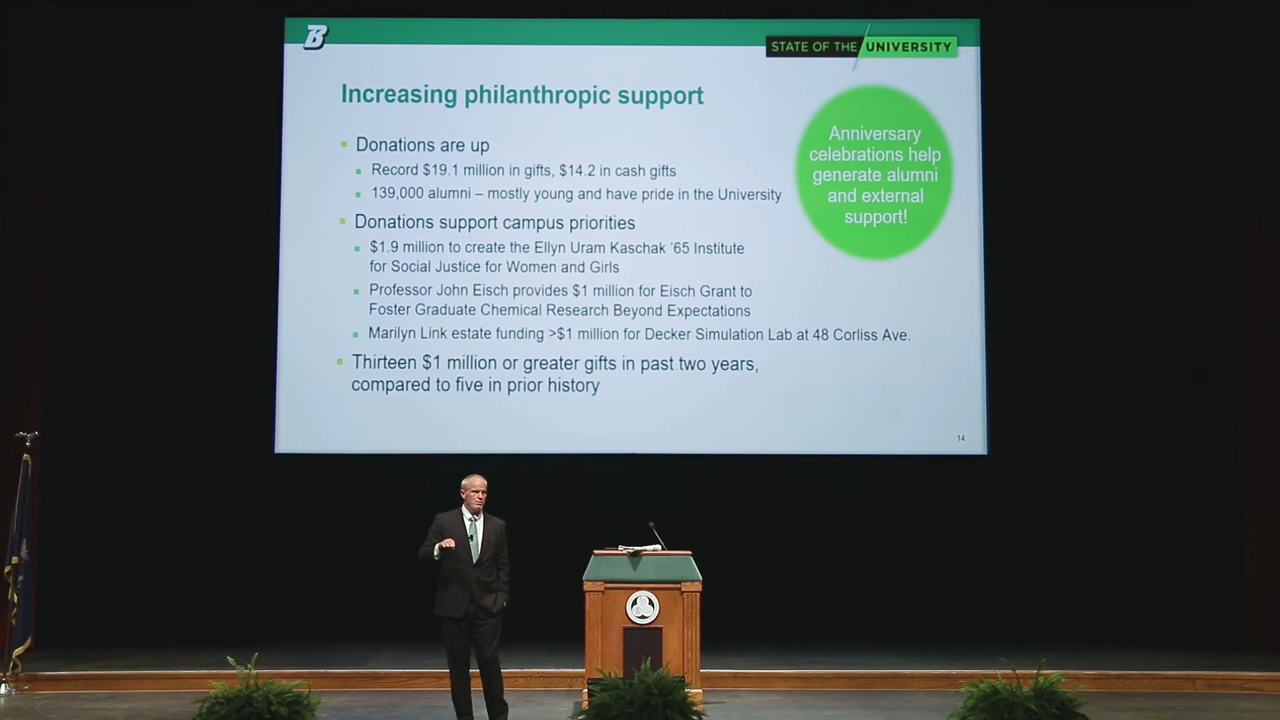 B
STATE OF THE UNIVERSITY
Increasing philanthropic support
Anniversary
celebrations help
generate alumni
and external
support!
Donations are up
Record $19.1 million in gifts, $14.2 in cash gifts
139,000 alumni – mostly young and have pride in the University
Donations support campus priorities
$1.9 million to create the Ellyn Uram Kaschak '65 Institute
for Social Justice for Women and Girls
Professor John Eisch provides $1 million for Eisch Grant to
Foster Graduate Chemical Research Beyond Expectations
Marilyn Link estate funding >$1 million for Decker Simulation Lab at 48 Corliss Ave.
Thirteen $1 million or greater gifts in past two years,
compared to five in prior history
14